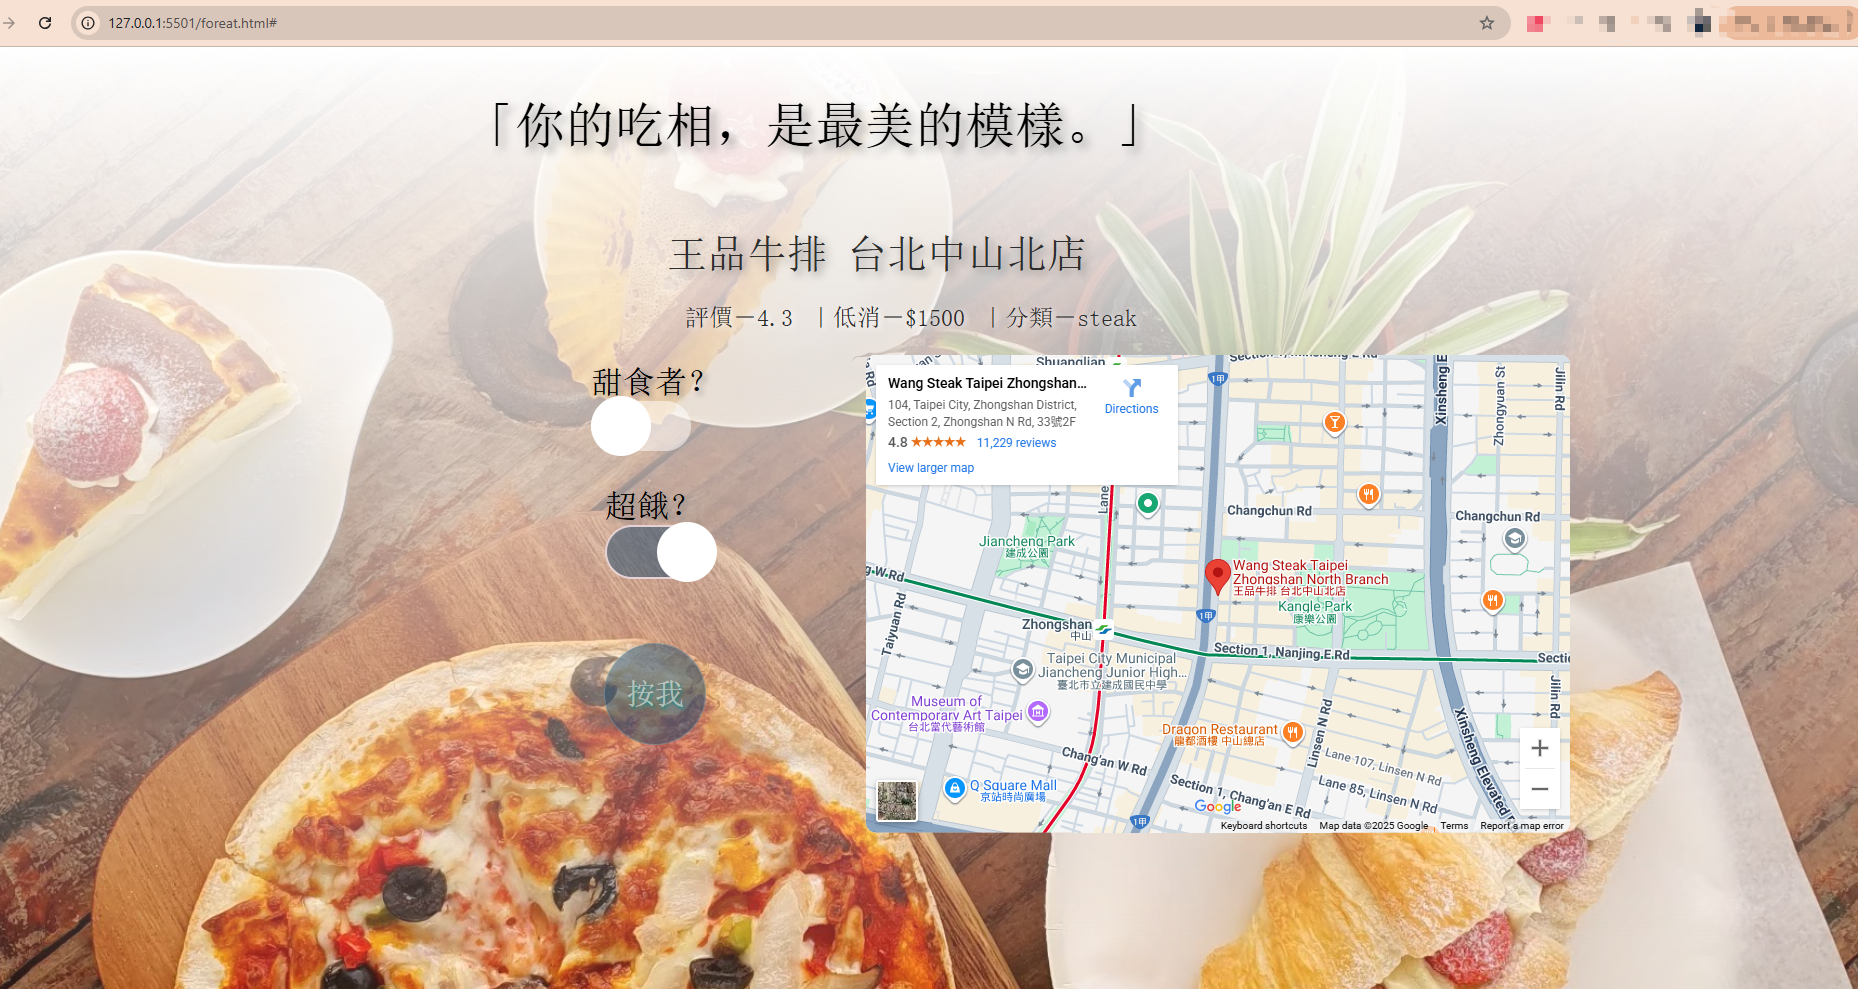 127.0.0.1:5501/foreat.html#
「你的吃相，是最美的模樣。」
王品牛排 台北中山北店
評價－4.3 ｜低消－$1500 ｜分類－steak
甜食者？
超餓？
按我
Wang Steak Taipei Zhongshan...
104, Taipei City, Zhongshan District,
Section 2, Zhongshan N Rd, 33號2F
4.8 ★★★★★ 11,229 reviews
View larger map
Directions
Shuanglian
Xinsheng E
Zhongyuan St
Jilin Rd
Lane
Changchun Rd
Changchun Rd
Jiancheng Park
建成公園
Wang Steak Taipei
Zhongshan North Branch
王品牛排 台北中山北店
Kangle Park
康樂公園
g W Rd
Taiyuan Rd
Zhongshan
中山
1甲
1甲
1甲
Section 1, Nanjing E Rd
Secti
Taipei City Municipal
Jiancheng Junior High...
臺北市立建成國民中學
Museum of
Contemporary Art Taipei
台北當代藝術館
Dragon Restaurant
龍都酒樓 中山總店
Linsen N Rd
Jilin Rd
Xinsheng Elevated
Chang'an W Rd
Lane 107, Linsen N Rd
Lane 85, Linsen N Rd
Section 1, Chang'an E Rd
Q Square Mall
京站時尚廣場
Google
Keyboard shortcuts
Map data ©2025 Google
Terms
Report a map error